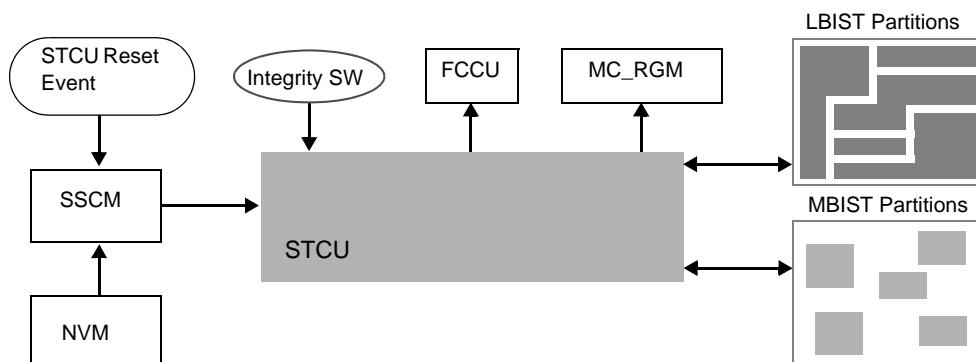 LBIST Partitions
STCU Reset
Event
Integrity SW
FCCU
MC_RGM
SSCM
MBIST Partitions
STCU
NVM